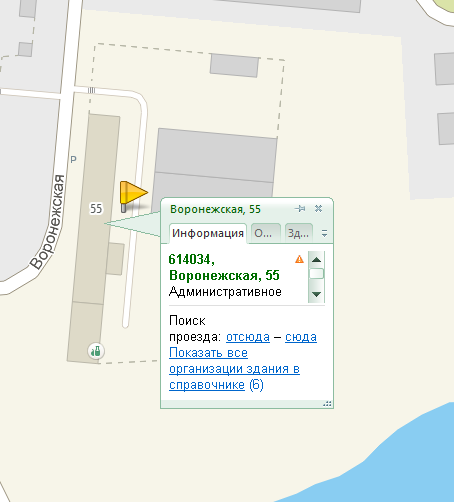 P
55
Воронежская
Воронежская, 55
Информация О... Зд...
614034,
Воронежская, 55
Административное
Поиск
проезда: отсюда – сюда
Показать все
организации здания в
справочнике (6)